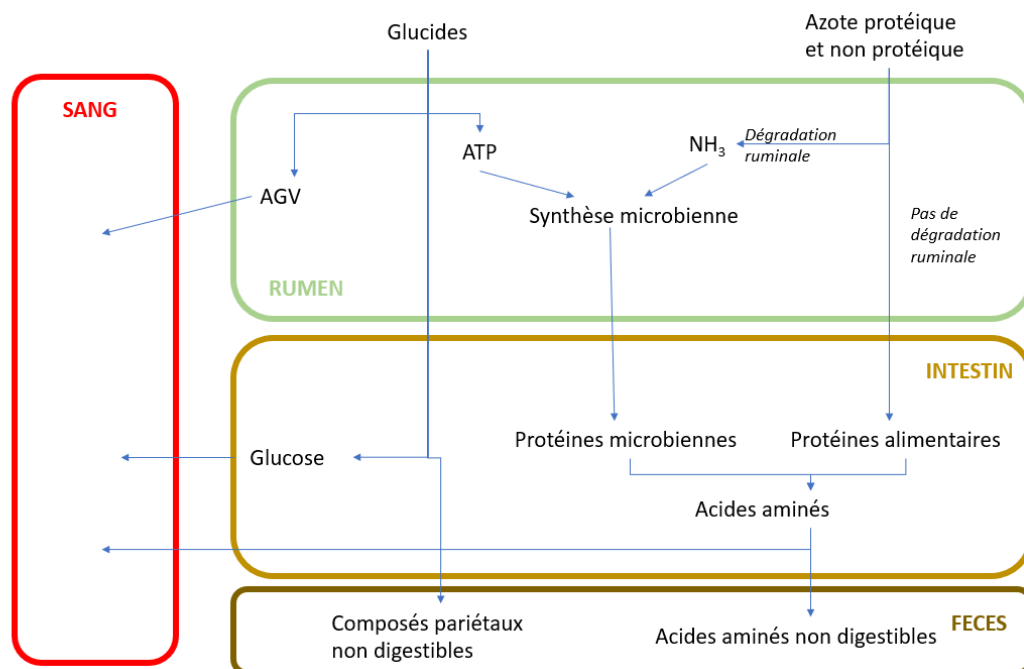 Glucides
Azote protéique
et non protéique
SANG
ATP
NH₃
Dégradation
ruminale
AGV
Synthèse microbienne
Pas de
dégradation
ruminale
RUMEN
INTESTIN
Protéines microbiennes
Protéines alimentaires
Glucose
Acides aminés
Composés pariétaux
non digestibles
Acides aminés non digestibles
FECES